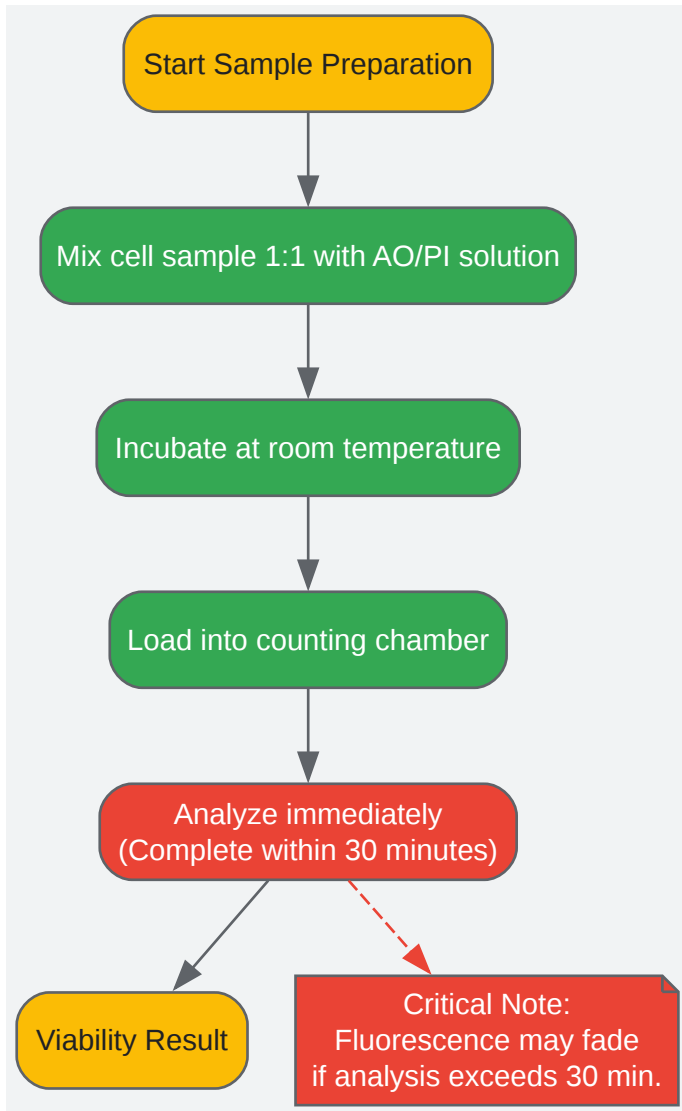 Start Sample Preparation
Mix cell sample 1:1 with AO/PI solution
Incubate at room temperature
Load into counting chamber
Analyze immediately
(Complete within 30 minutes)
Viability Result
Critical Note:
Fluorescence may fade
if analysis exceeds 30 min.